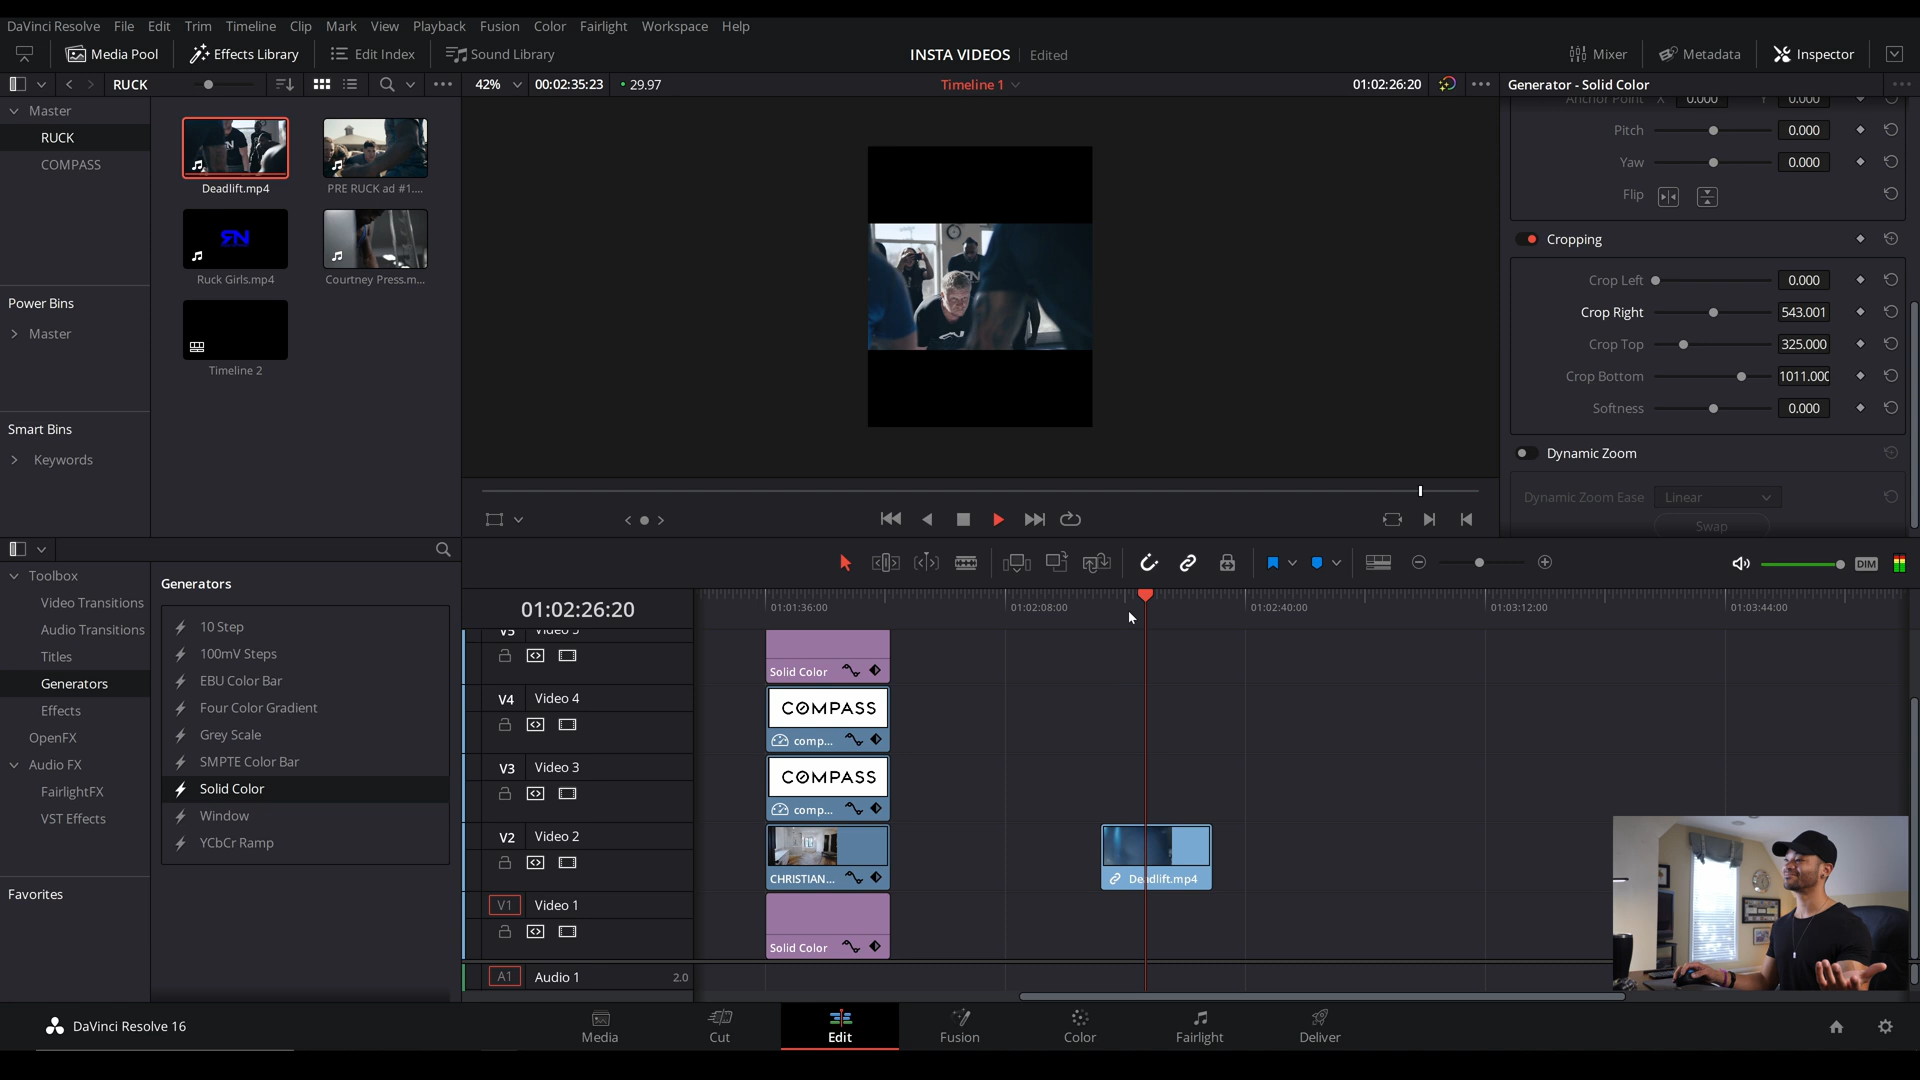 DaVinci Resolve File Edit Trim Timeline Clip Mark View Playback Fusion Color Fairlight Workspace Help
Media Pool Effects Library Edit Index Sound Library INSTA VIDEOS Edited Mixer Metadata Inspector
RUCK 42% 00:02:35:23 29.97 Timeline 1 01:02:26:20 Generator - Solid Color
Master
RUCK
COMPASS
Power Bins
Master
Smart Bins
Keywords
Deadlift.mp4
PRE RUCK ad #1....
Ruck Girls.mp4
Courtney Press.m...
Timeline 2
Anchor Point X 0.000 Y 0.000
Pitch 0.000
Yaw 0.000
Flip
Cropping
Crop Left 0.000
Crop Right 543.001
Crop Top 325.000
Crop Bottom 1011.000
Softness 0.000
Dynamic Zoom
Dynamic Zoom Ease Linear
Swap
DIM
Toolbox
Video Transitions
Audio Transitions
Titles
Generators
Effects
OpenFX
Audio FX
FairlightFX
VST Effects
Favorites
Generators
10 Step
100mV Steps
EBU Color Bar
Four Color Gradient
Grey Scale
SMPTE Color Bar
Solid Color
Window
YCbCr Ramp
01:02:26:20
01:01:36:00 01:02:08:00 01:02:40:00 01:03:12:00 01:03:44:00
V5 Video 5
Solid Color
V4 Video 4
COMPASS
comp...
V3 Video 3
COMPASS
comp...
V2 Video 2
CHRISTIAN...
Deadlift.mp4
V1 Video 1
Solid Color
A1 Audio 1 2.0
DaVinci Resolve 16
Media Cut Edit Fusion Color Fairlight Deliver